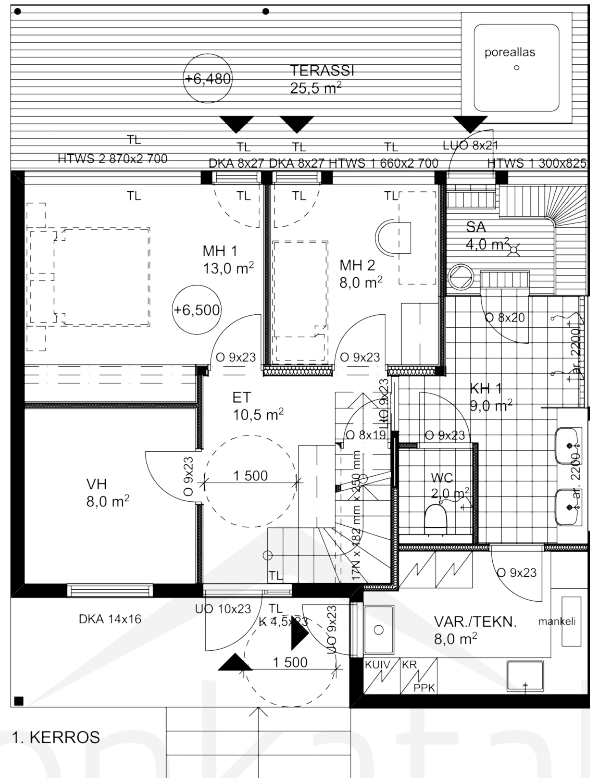 poreallas
+6,480
TERASSI
25,5 m²
TL
TL
TL
LUO 8x21
HTWS 2 870x2 700
DKA 8x27
DKA 8x27
HTWS 1 660x2 700
HTWS 1 300x825
TL
TL
TL
TL
SA
4,0 m²
MH 1
13,0 m²
MH 2
8,0 m²
+6,500
O 8x20
O 9x23
O 9x23
ar. 2200
KH 1
9,0 m²
ET
10,5 m²
LIO 9x23
O 8x19
O 9x23
VH
8,0 m²
O 9x23
1 500
WC
2,0 m²
ar. 2200
17N x 182 mm x 250 mm
TL
O 9x23
DKA 14x16
UO 10x23
TL
K 4,5x23
UO 9x23
VAR./TEKN.
8,0 m²
mankeli
1 500
KUIV
KR
PPK
1. KERROS